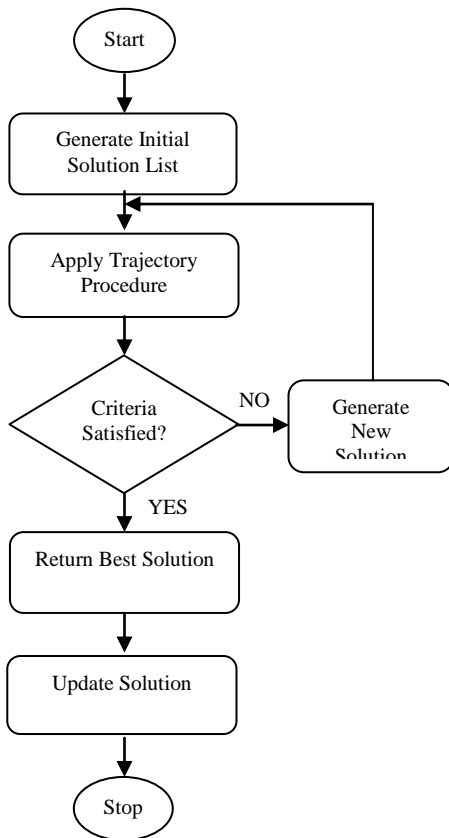 Start
Generate Initial
Solution List
Apply Trajectory
Procedure
Criteria
Satisfied?
NO
Generate
New
Solution
YES
Return Best Solution
Update Solution
Stop